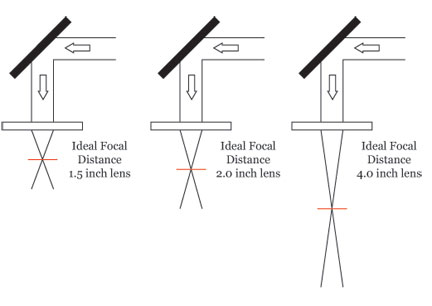 Ideal Focal
Distance
1.5 inch lens
Ideal Focal
Distance
2.0 inch lens
Ideal Focal
Distance
4.0 inch lens